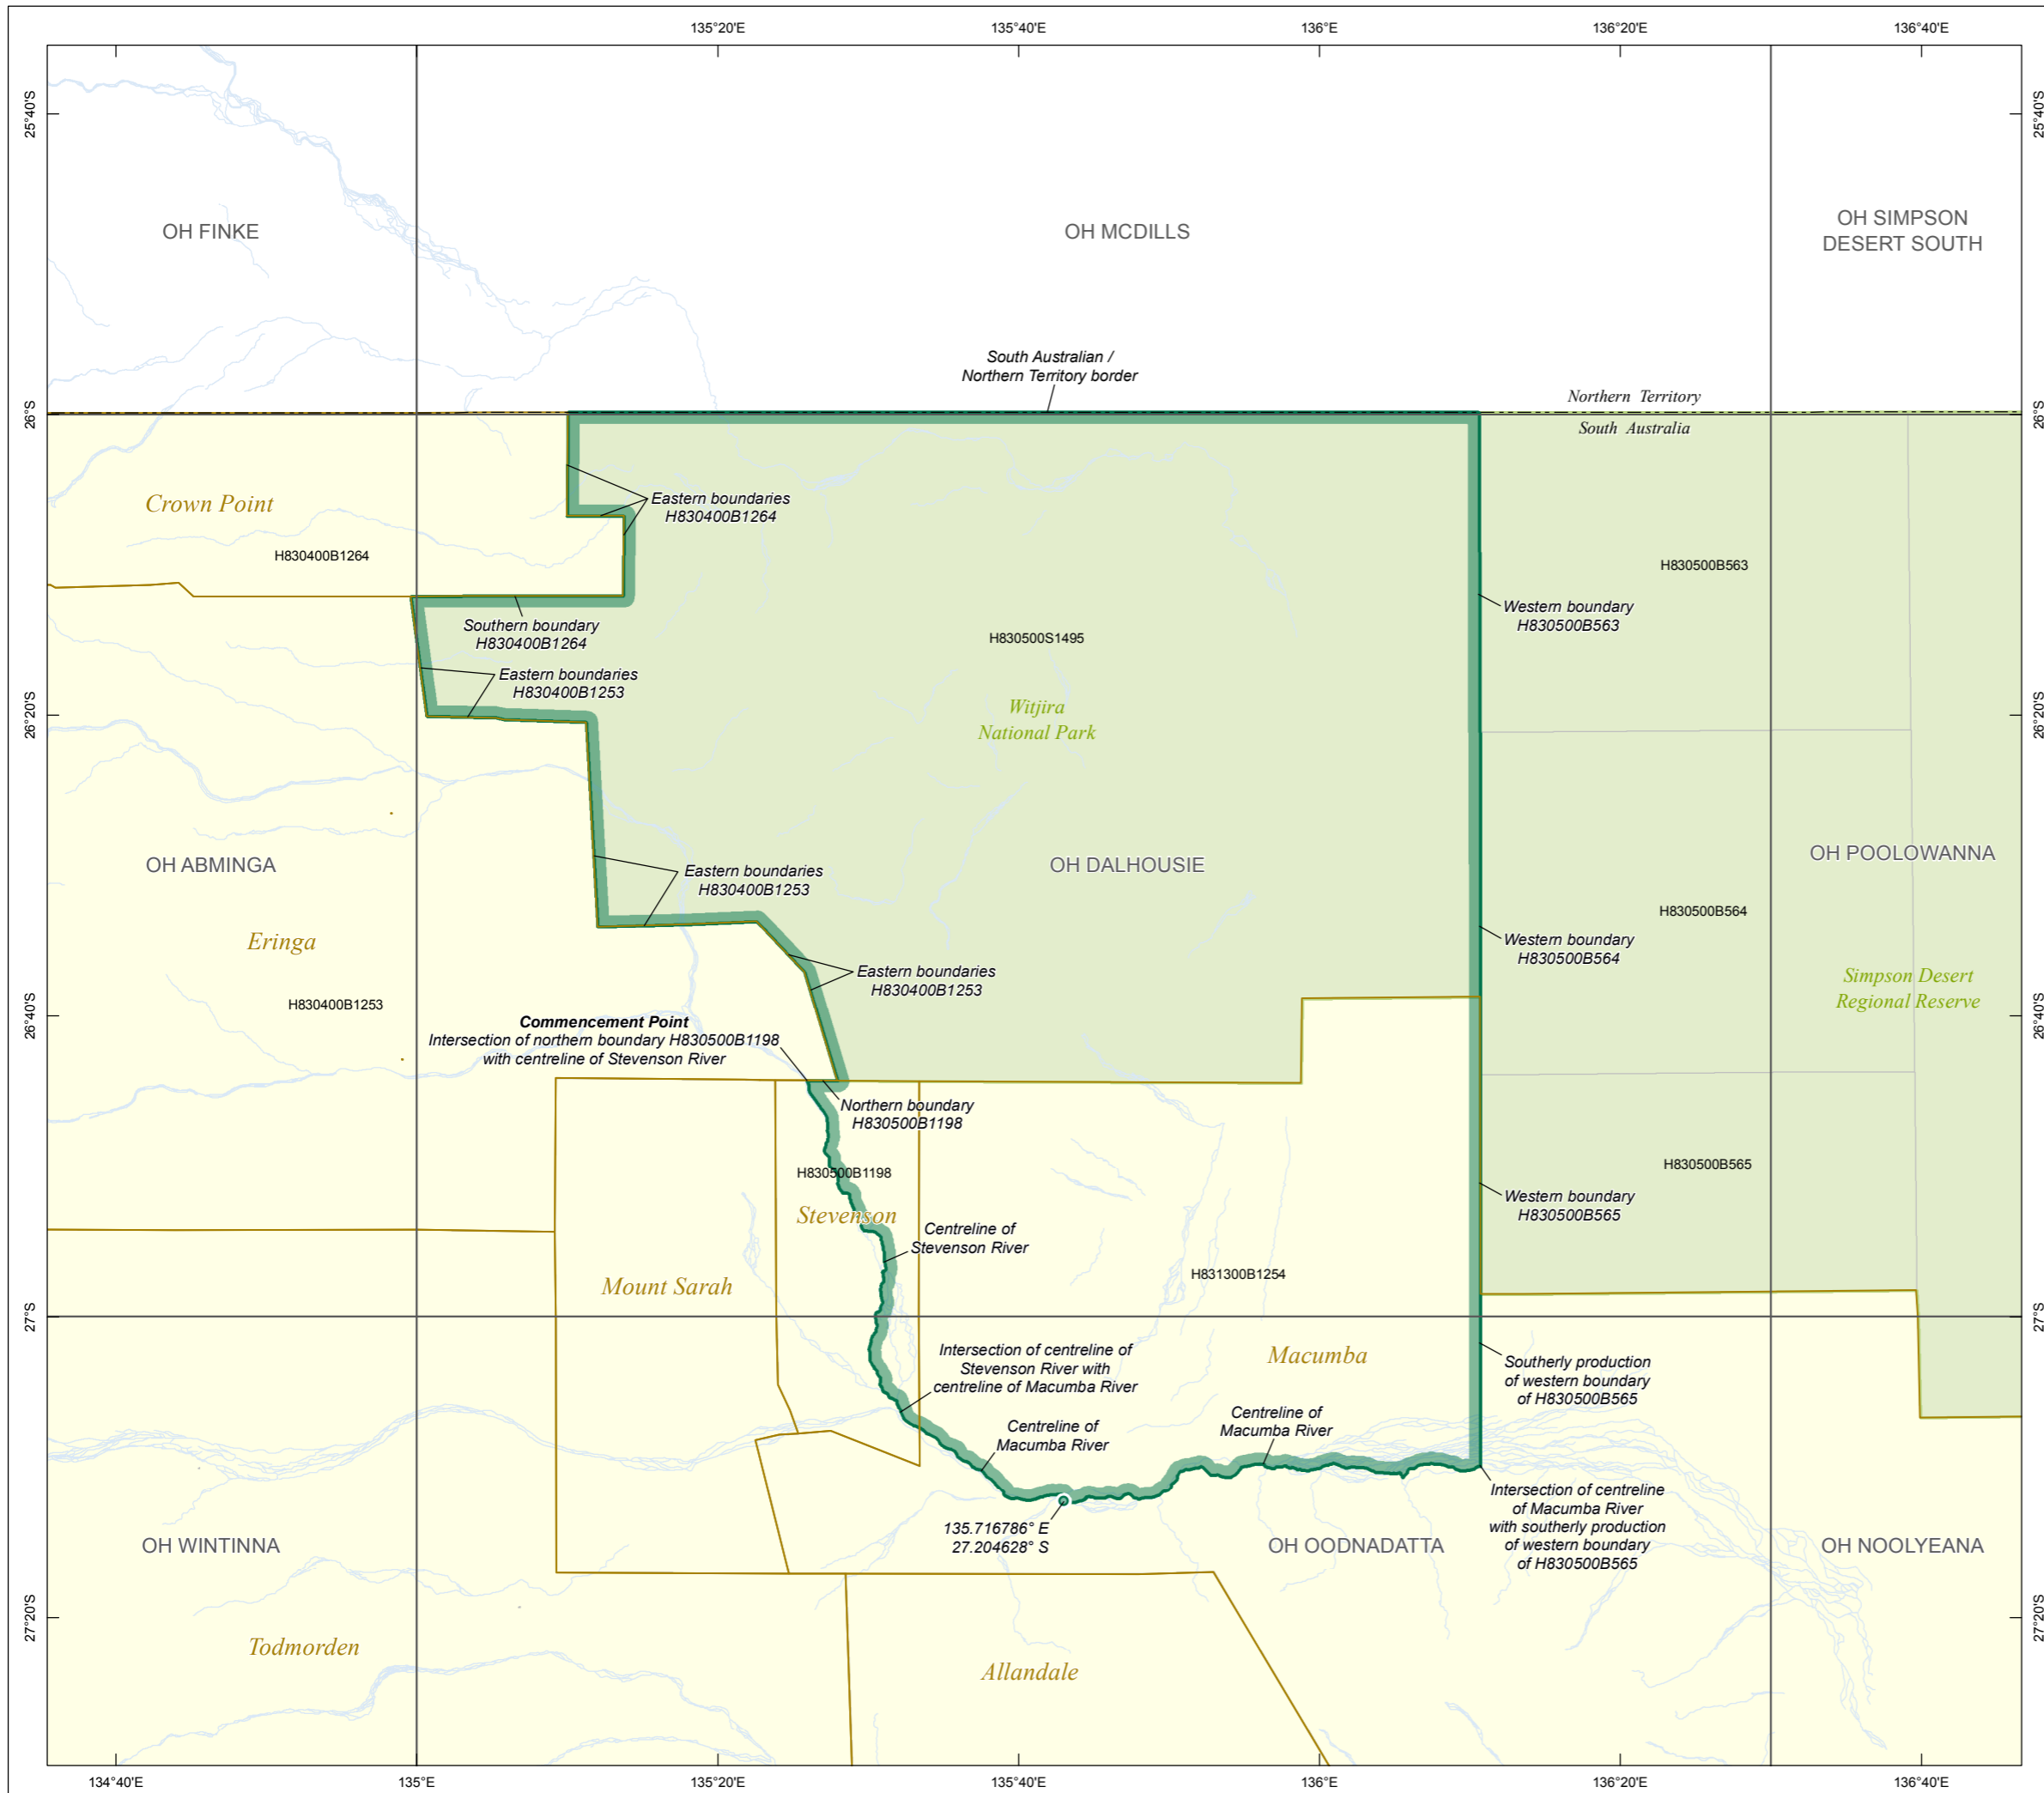 135°20'E
135°40'E
136°E
136°20'E
136°40'E
25°40'S
25°40'S
OH FINKE
OH MCDILLS
OH SIMPSON
DESERT SOUTH
South Australian /
Northern Territory border
Northern Territory
26°S
26°S
South Australia
Crown Point
Eastern boundaries
H830400B1264
H830400B1264
H830500B563
Western boundary
H830500B563
Southern boundary
H830400B1264
H830500S1495
Eastern boundaries
H830400B1253
26°20'S
26°20'S
Witjira
National Park
OH ABMINGA
OH DALHOUSIE
OH POOLOWANNA
Eastern boundaries
H830400B1253
H830500B564
Eringa
Western boundary
H830500B564
Eastern boundaries
H830400B1253
Simpson Desert
Regional Reserve
H830400B1253
26°40'S
26°40'S
Commencement Point
Intersection of northern boundary H830500B1198
with centreline of Stevenson River
Northern boundary
H830500B1198
H830500B1198
H830500B565
Western boundary
H830500B565
Stevenson
Centreline of
Stevenson River
H831300B1254
Mount Sarah
27°S
27°S
Intersection of centreline of
Stevenson River with
centreline of Macumba River
Macumba
Southerly production
of western boundary
of H830500B565
Centreline of
Macumba River
Centreline of
Macumba River
Intersection of centreline
of Macumba River
with southerly production
of western boundary
of H830500B565
135.716786° E
27.204628° S
OH WINTINNA
OH OODNADATTA
OH NOOLYEANA
27°20'S
27°20'S
Todmorden
Allandale
134°40'E
135°E
135°20'E
135°40'E
136°E
136°20'E
136°40'E